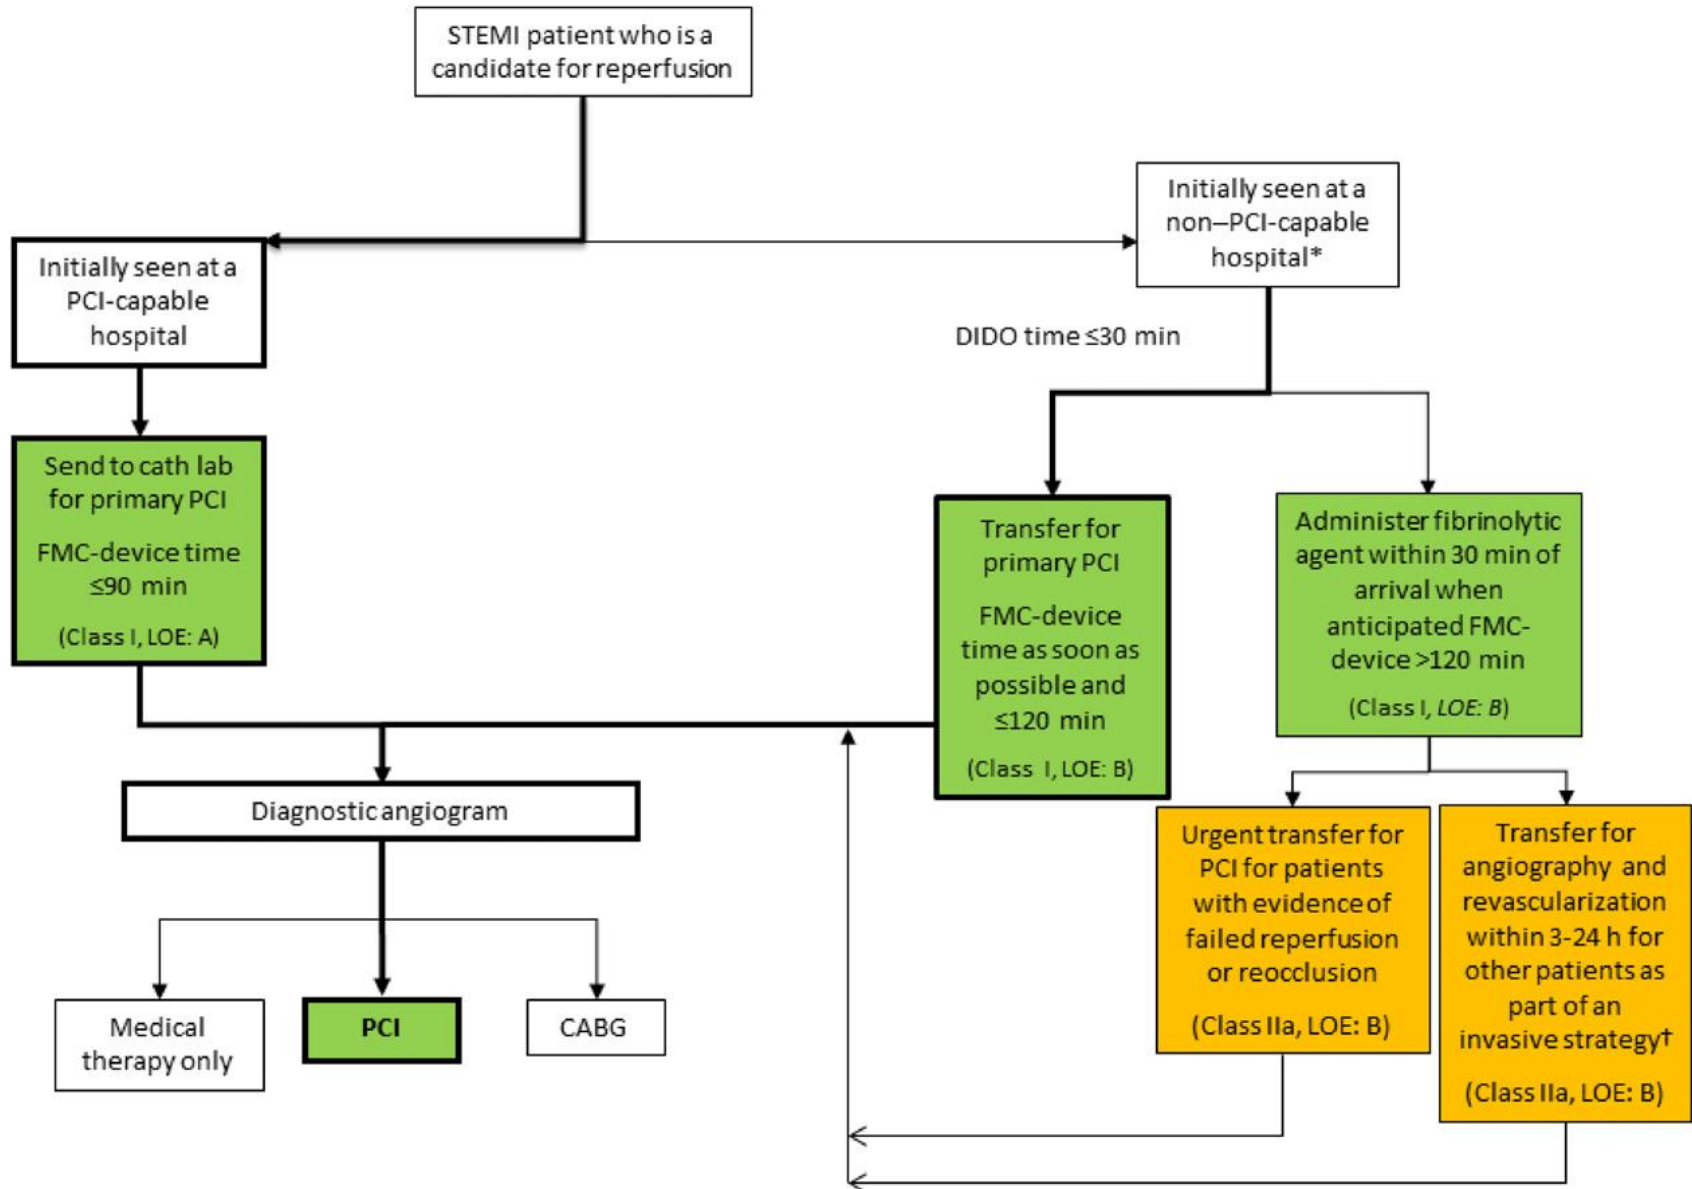 STEMI patient who is a
candidate for reperfusion
Initially seen at a
non–PCI-capable
hospital*
Initially seen at a
PCI-capable
hospital
DIDO time ≤30 min
Send to cath lab
for primary PCI
FMC-device time
≤90 min
(Class I, LOE: A)
Transfer for
primary PCI
FMC-device
time as soon as
possible and
≤120 min
(Class I, LOE: B)
Administer fibrinolytic
agent within 30 min of
arrival when
anticipated FMC-
device >120 min
(Class I, LOE: B)
Diagnostic angiogram
Urgent transfer for
PCI for patients
with evidence of
failed reperfusion
or reocclusion
(Class IIa, LOE: B)
Transfer for
angiography and
revascularization
within 3-24 h for
other patients as
part of an
invasive strategy†
(Class IIa, LOE: B)
Medical
therapy only
PCI
CABG